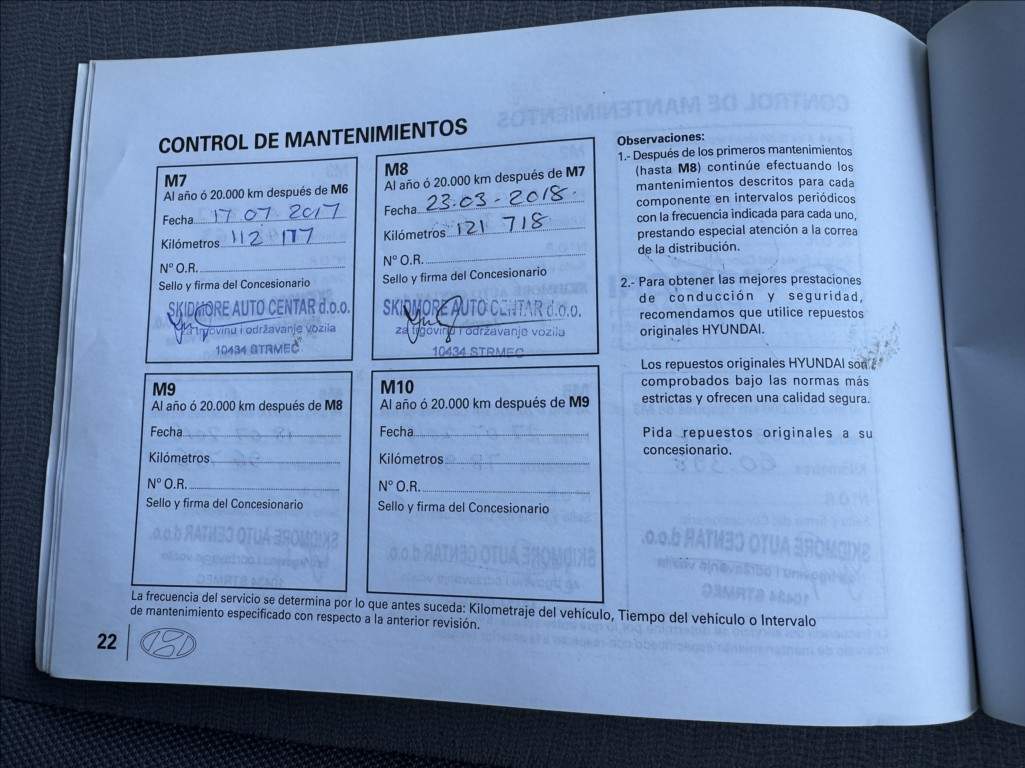 CONTROL DE MANTENIMIENTOS
M7
Al año ó 20.000 km después de M6
Fecha 17 07 2017
Kilómetros 112 177
N° O.R.
Sello y firma del Concesionario
SKIDMORE AUTO CENTAR d.o.o.
za trgovinu i održavanje vozila
10434 STRMEC
M8
Al año ó 20.000 km después de M7
Fecha 23.03-2018.
Kilómetros 121 718
N° O.R.
Sello y firma del Concesionario
SKIDMORE AUTO CENTAR d.o.o.
za trgovinu i održavanje vozila
10434 STRMEC
M9
Al año ó 20.000 km después de M8
Fecha
Kilómetros
N° O.R.
Sello y firma del Concesionario
M10
Al año ó 20.000 km después de M9
Fecha
Kilómetros
N° O.R.
Sello y firma del Concesionario
Observaciones:
1.- Después de los primeros mantenimientos
(hasta M8) continúe efectuando los
mantenimientos descritos para cada
componente en intervalos periódicos
con la frecuencia indicada para cada uno,
prestando especial atención a la correa
de la distribución.
2.- Para obtener las mejores prestaciones
de conducción y seguridad,
recomendamos que utilice repuestos
originales HYUNDAI.
Los repuestos originales HYUNDAI son
comprobados bajo las normas más
estrictas y ofrecen una calidad segura.
Pida repuestos originales a su
concesionario.
La frecuencia del servicio se determina por lo que antes suceda: Kilometraje del vehículo, Tiempo del vehículo o Intervalo
de mantenimiento especificado con respecto a la anterior revisión.
22